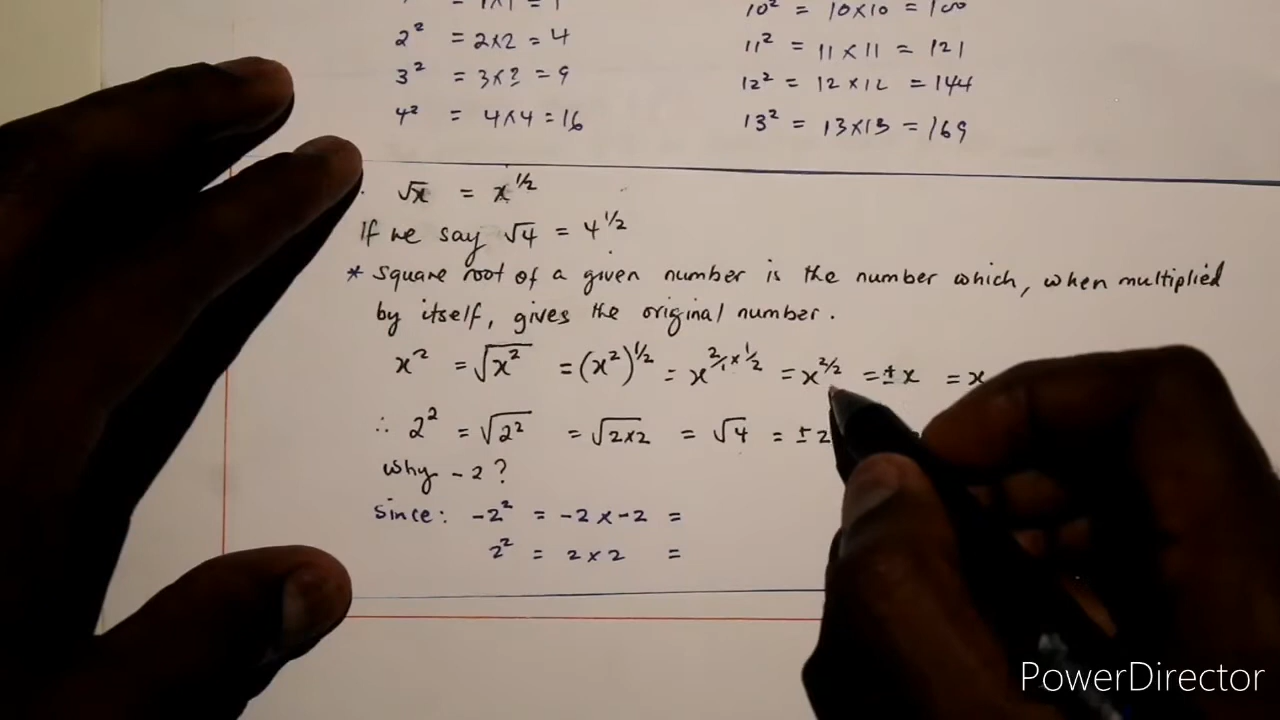 = 1×1 = 1
2² = 2×2 = 4
3² = 3×3 = 9
4² = 4×4 = 16
10² = 10×10 = 100
11² = 11×11 = 121
12² = 12×12 = 144
13² = 13×13 = 169
√x = x^1/2
If we say √4 = 4^1/2
* Square root of a given number is the number which, when multiplied
by itself, gives the original number.
x² = √x² = (x²)^1/2 = x^2/1 × 1/2 = x^2/2 = ±x = x
∴ 2² = √2² = √2×2 = √4 = ±2
Why -2?
Since: -2² = -2 × -2 =
2² = 2×2 =
PowerDirector